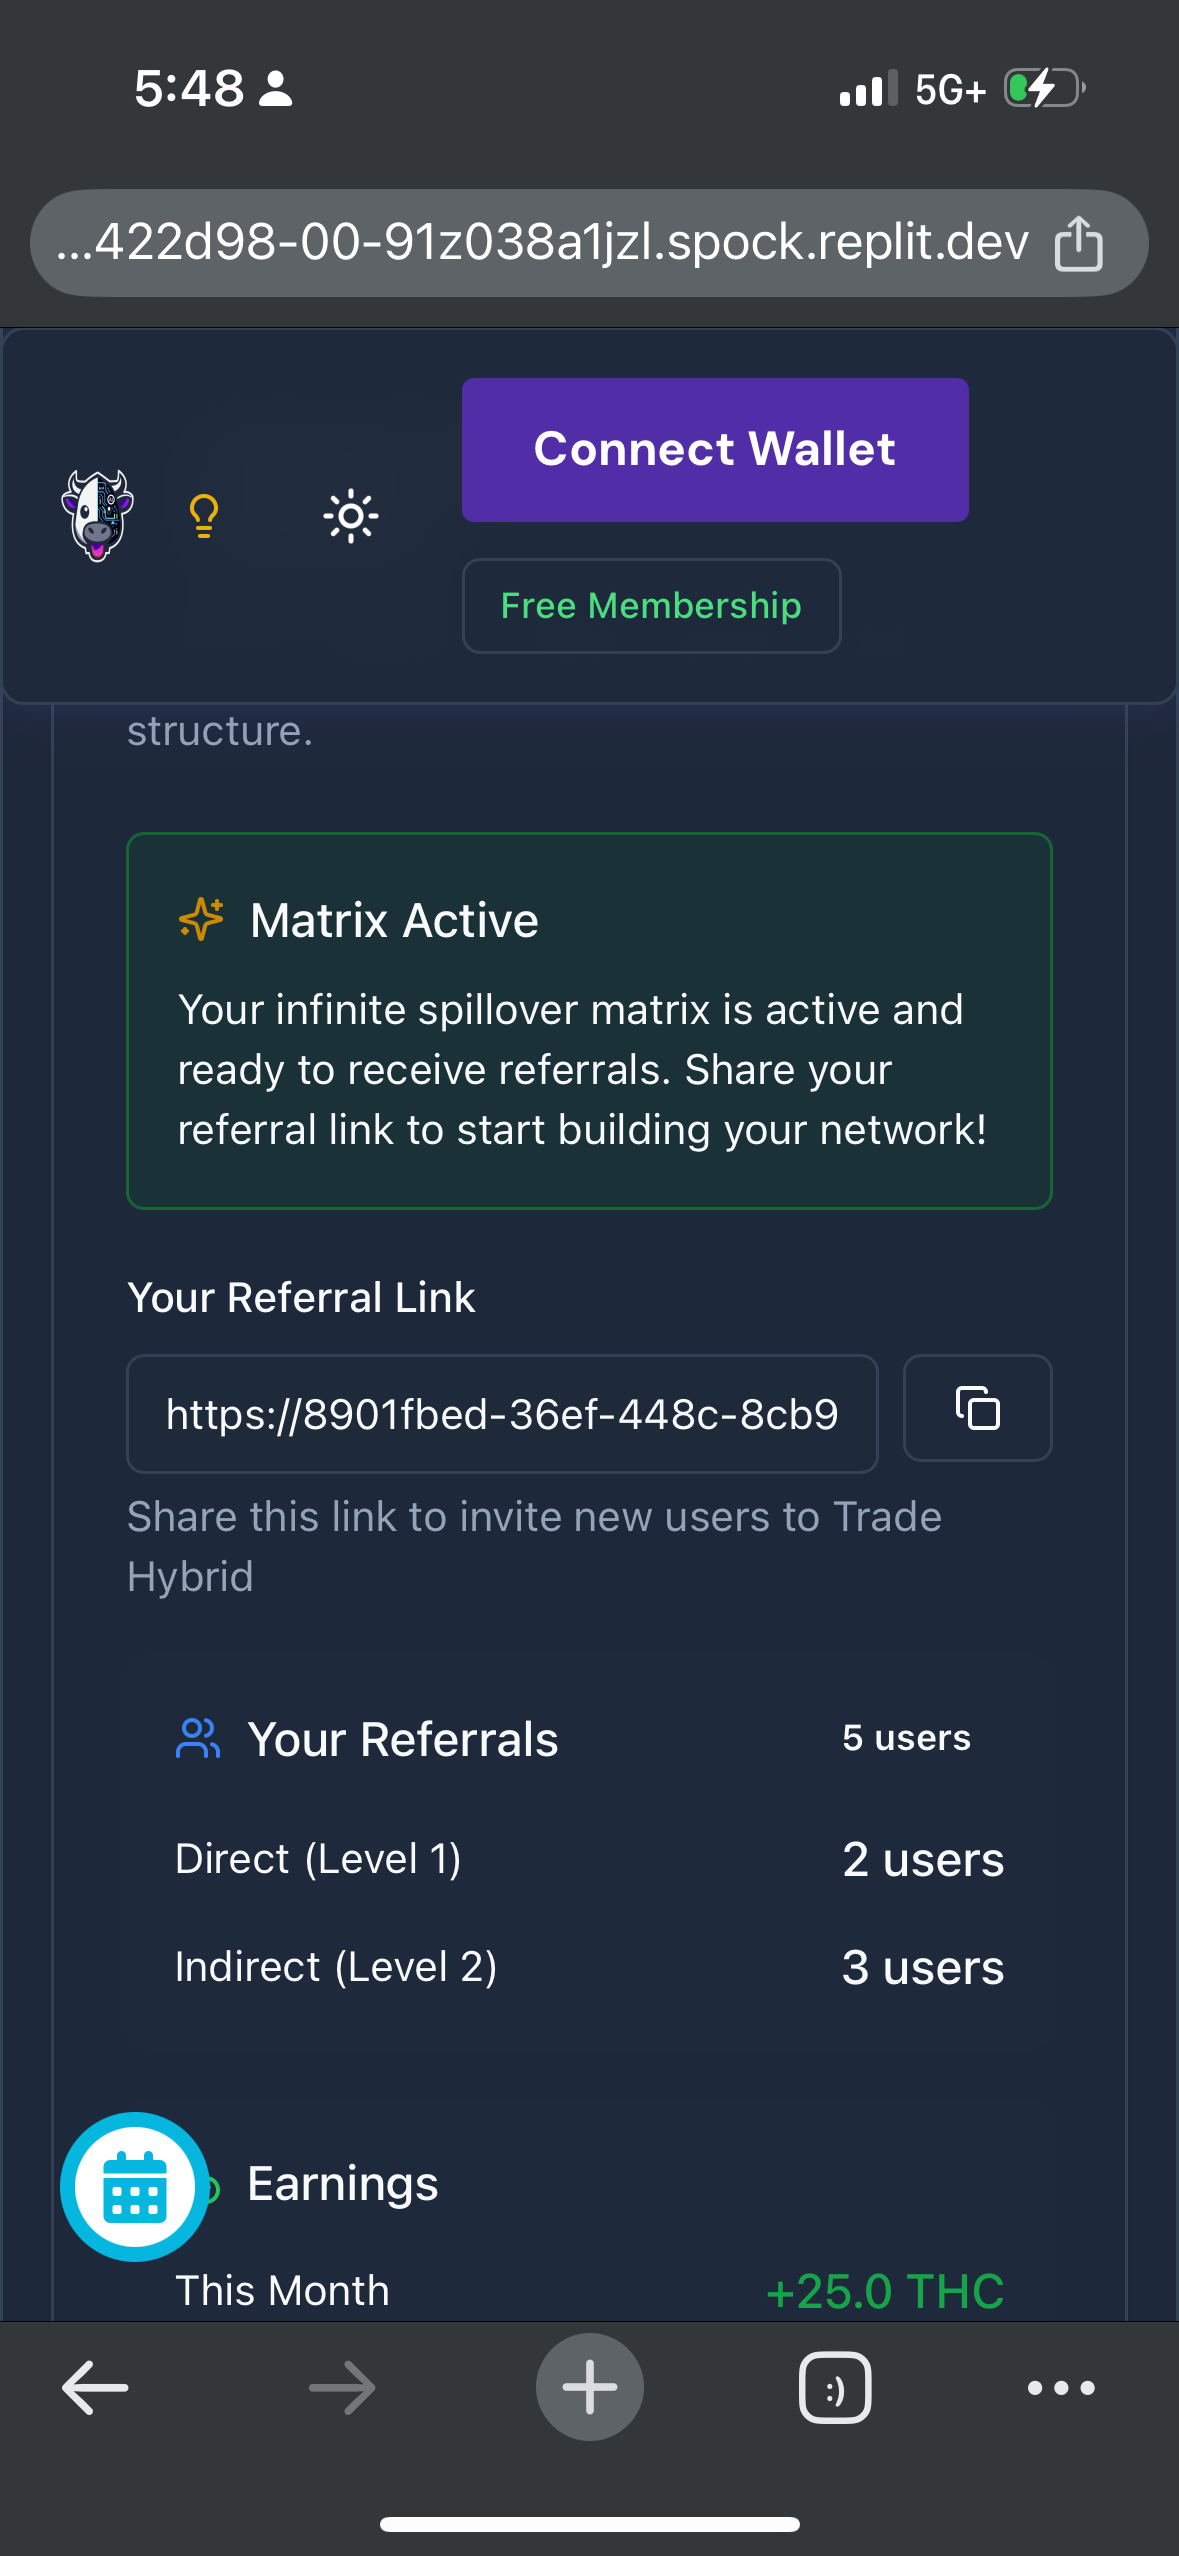 5:48
5G+
...422d98-00-91z038a1jzl.spock.replit.dev
Connect Wallet
Free Membership
structure.
Matrix Active
Your infinite spillover matrix is active and
ready to receive referrals. Share your
referral link to start building your network!
Your Referral Link
https://8901fbed-36ef-448c-8cb9
Share this link to invite new users to Trade
Hybrid
Your Referrals
5 users
Direct (Level 1)
2 users
Indirect (Level 2)
3 users
Earnings
This Month
+25.0 THC
:)